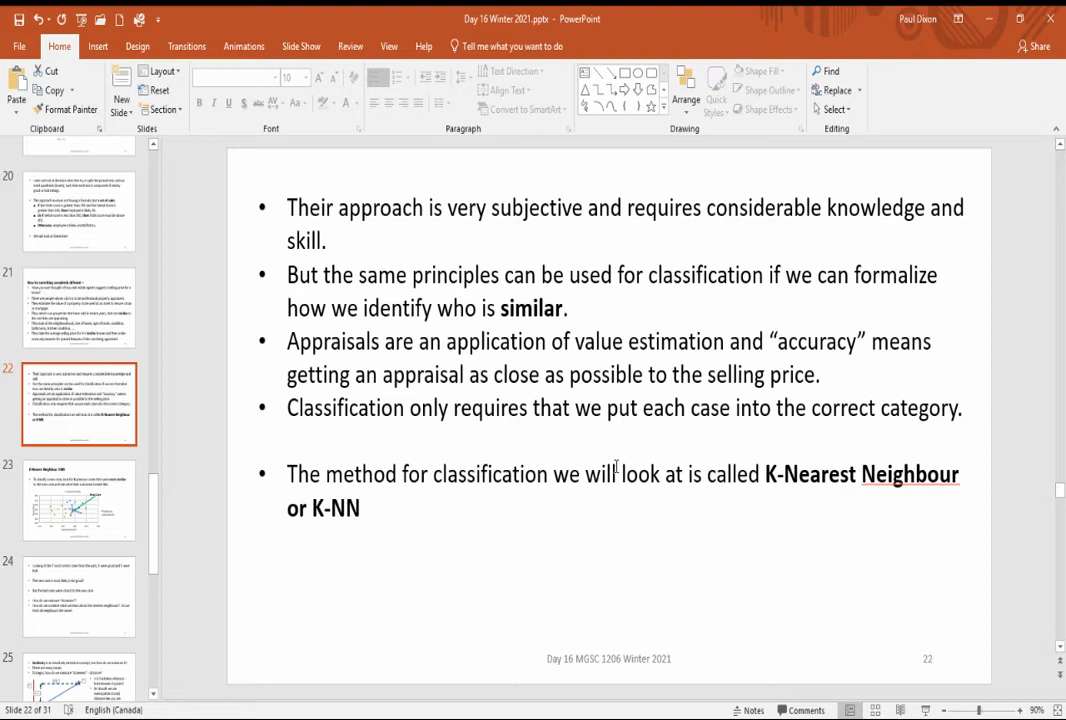 Day 16 Winter 2021.pptx - PowerPoint
Paul Dixon
File Home Insert Design Transitions Animations Slide Show Review View Help Tell me what you want to do Share
Paste Cut Copy Format Painter
Clipboard
New Slide Layout Reset Section
Slides
10
Font
Text Direction Align Text Convert to SmartArt
Paragraph
Arrange Quick Styles Shape Fill Shape Outline Shape Effects
Drawing
Find Replace Select
Editing
20
21
22
23
24
25
• Their approach is very subjective and requires considerable knowledge and
skill.
• But the same principles can be used for classification if we can formalize
how we identify who is similar.
• Appraisals are an application of value estimation and “accuracy” means
getting an appraisal as close as possible to the selling price.
• Classification only requires that we put each case into the correct category.
• The method for classification we will look at is called K-Nearest Neighbour
or K-NN
Day 16 MGSC 1206 Winter 2021
22
Slide 22 of 31 English (Canada) Notes Comments 90%